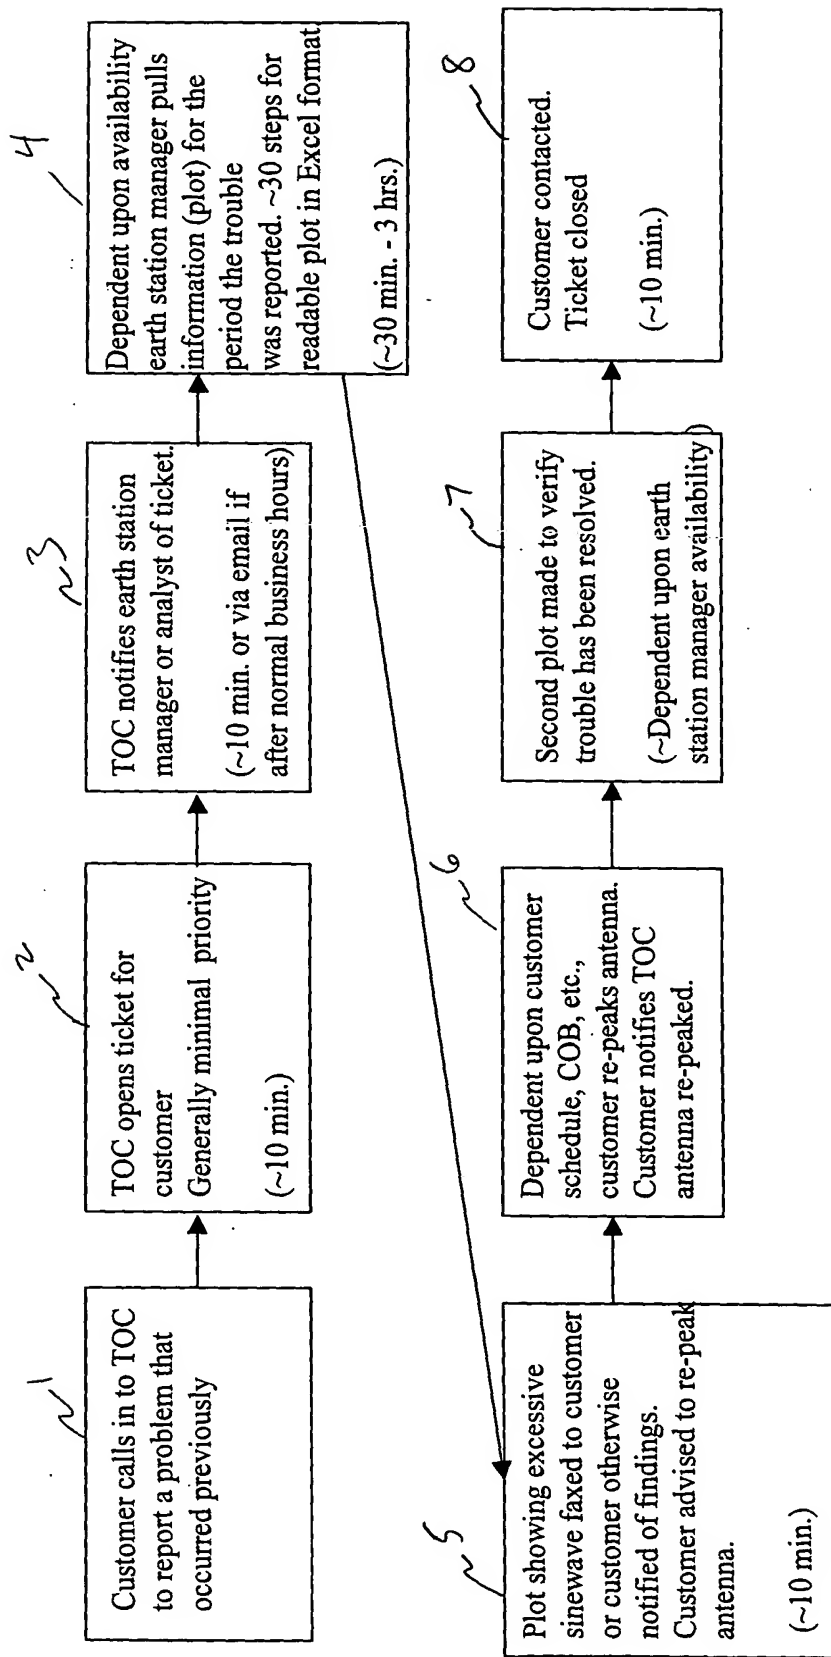 1
Customer calls in to TOC
to report a problem that
occurred previously
2
TOC opens ticket for
customer
Generally minimal priority
(~10 min.)
3
TOC notifies earth station
manager or analyst of ticket.
(~10 min. or via email if
after normal business hours)
4
Dependent upon availability
earth station manager pulls
information (plot) for the
period the trouble
was reported. ~30 steps for
readable plot in Excel format
(~30 min. - 3 hrs.)
5
Plot showing excessive
sinewave faxed to customer
or customer otherwise
notified of findings.
Customer advised to re-peak
antenna.
(~10 min.)
6
Dependent upon customer
schedule, COB, etc.,
customer re-peaks antenna.
Customer notifies TOC
antenna re-peaked.
7
Second plot made to verify
trouble has been resolved.
(~Dependent upon earth
station manager availability)
8
Customer contacted.
Ticket closed
(~10 min.)